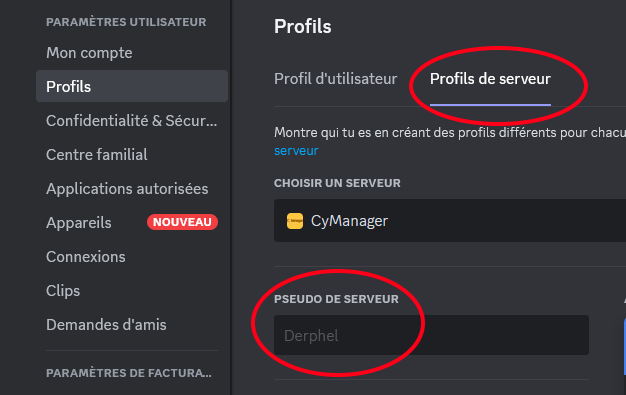 PARAMÈTRES UTILISATEUR
Mon compte
Profils
Confidentialité & Sécur...
Centre familial
Applications autorisées
Appareils NOUVEAU
Connexions
Clips
Demandes d'amis
PARAMÈTRES DE FACTURA...
Profils
Profil d'utilisateur Profils de serveur
Montre qui tu es en créant des profils différents pour chacu
serveur
CHOISIR UN SERVEUR
CyManager
PSEUDO DE SERVEUR
Derphel